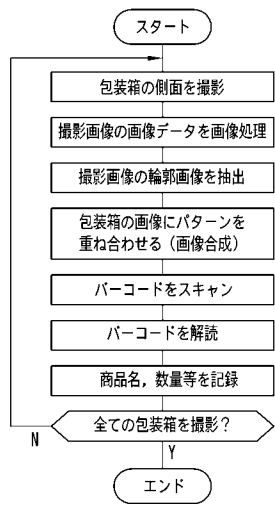 スタート
包装箱の側面を撮影
撮影画像の画像データを画像処理
撮影画像の輪郭画像を抽出
包装箱の画像にパターンを
重ね合わせる（画像合成）
バーコードをスキャン
バーコードを解読
商品名，数量等を記録
全ての包装箱を撮影？
N
Y
エンド